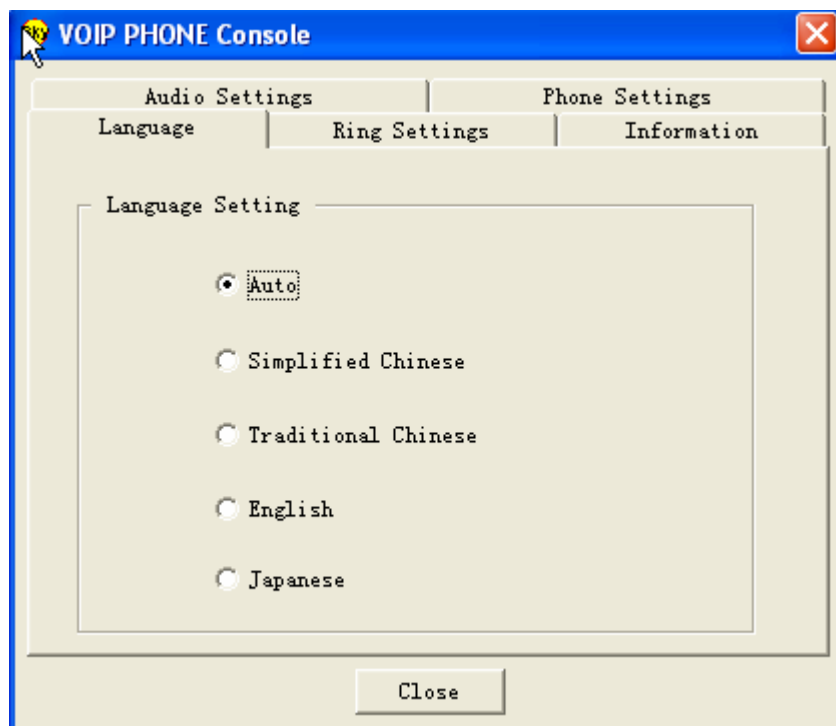 VOIP PHONE Console
Audio Settings
Phone Settings
Language
Ring Settings
Information
Language Setting
Auto
Simplified Chinese
Traditional Chinese
English
Japanese
Close